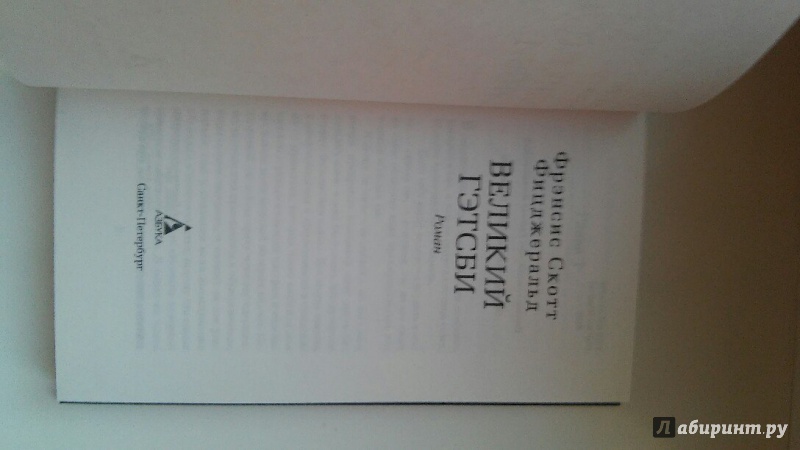 Фрэнсис Скотт
Фицджеральд
ВЕЛИКИЙ
ГЭТСБИ
Роман
АЗБУКА
Санкт-Петербург
Лабиринт.ру